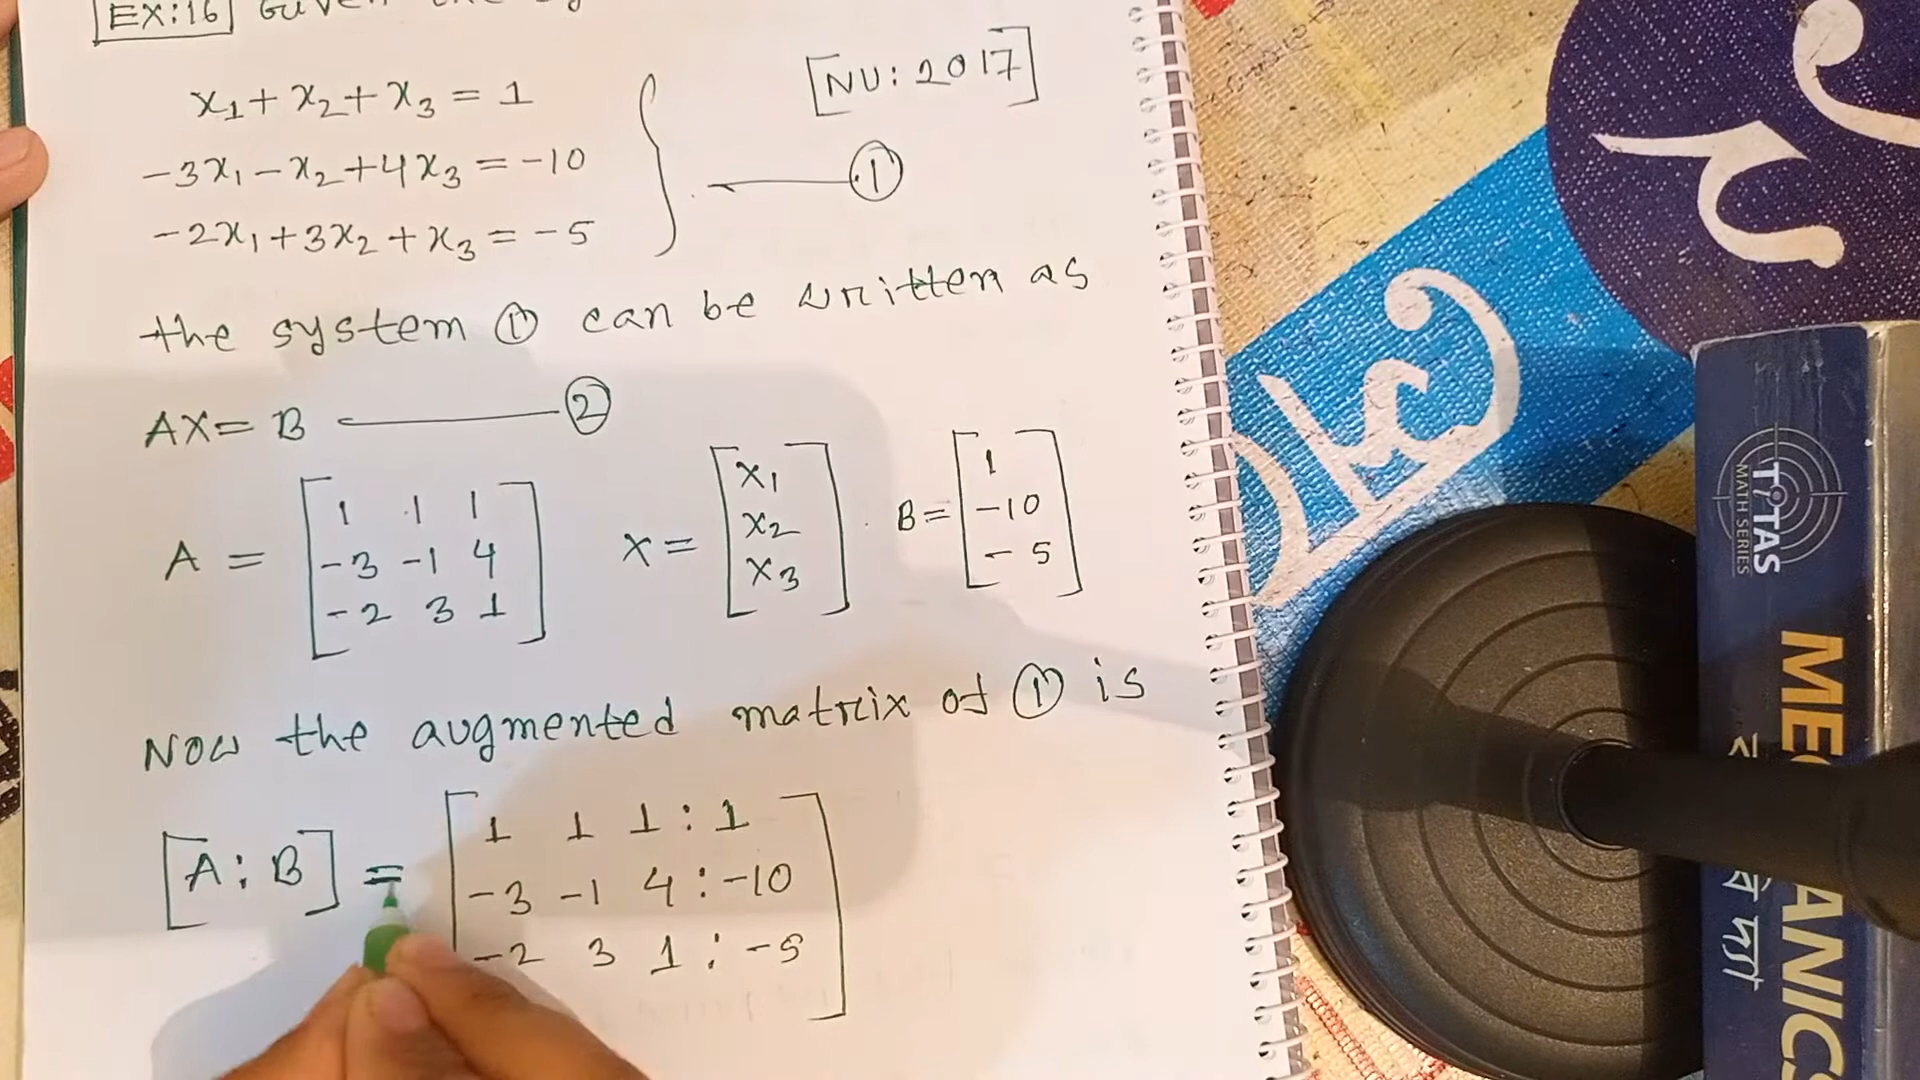 EX:16 Given the
x₁ + x₂ + x₃ = 1
[NU: 2017]
-3x₁ - x₂ + 4x₃ = -10
①
-2x₁ + 3x₂ + x₃ = -5
the system ① can be written as
AX = B ②
A = [1 1 1; -3 -1 4; -2 3 1] X = [x₁; x₂; x₃] B = [1; -10; -5]
Now the augmented matrix of ① is
[A : B] = [1 1 1 : 1; -3 -1 4 : -10; -2 3 1 : -5]
μ
TITAS
MATH SERIES